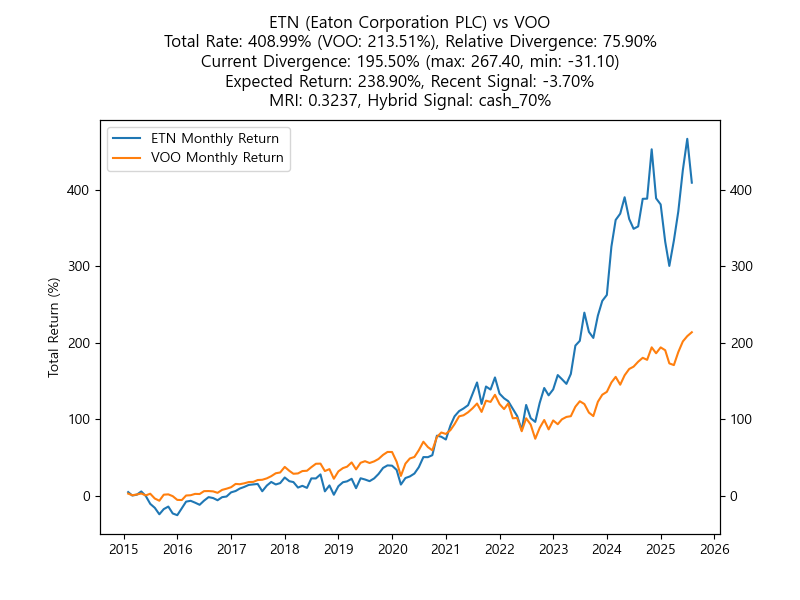 ETN (Eaton Corporation PLC) vs VOO
Total Rate: 408.99% (VOO: 213.51%), Relative Divergence: 75.90%
Current Divergence: 195.50% (max: 267.40, min: -31.10)
Expected Return: 238.90%, Recent Signal: -3.70%
MRI: 0.3237, Hybrid Signal: cash_70%
ETN Monthly Return
VOO Monthly Return
Total Return (%)
400
300
200
100
0
400
300
200
100
0
2015 2016 2017 2018 2019 2020 2021 2022 2023 2024 2025 2026